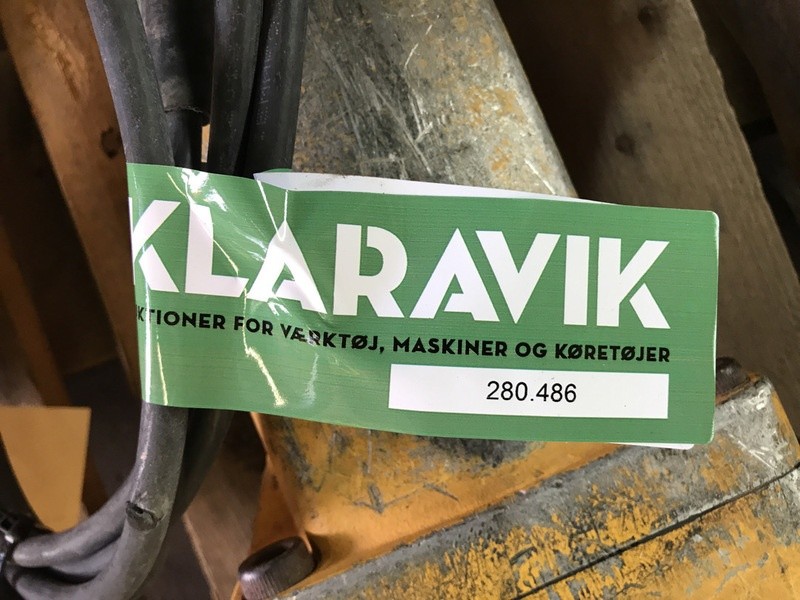 KLARAVIK
KTIONER FOR VÆRKTØJ, MASKINER OG KØRETØJER
280.486